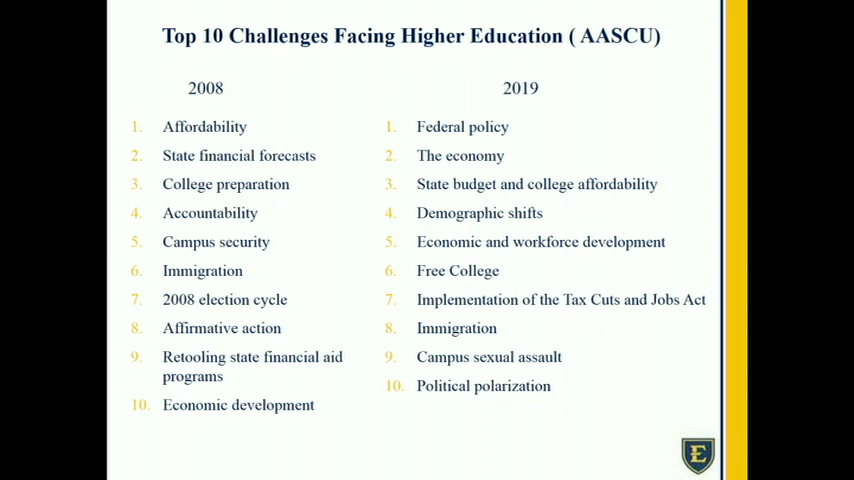 Top 10 Challenges Facing Higher Education ( AASCU)
2008
1. Affordability
2. State financial forecasts
3. College preparation
4. Accountability
5. Campus security
6. Immigration
7. 2008 election cycle
8. Affirmative action
9. Retooling state financial aid
programs
10. Economic development
2019
1. Federal policy
2. The economy
3. State budget and college affordability
4. Demographic shifts
5. Economic and workforce development
6. Free College
7. Implementation of the Tax Cuts and Jobs Act
8. Immigration
9. Campus sexual assault
10. Political polarization
E